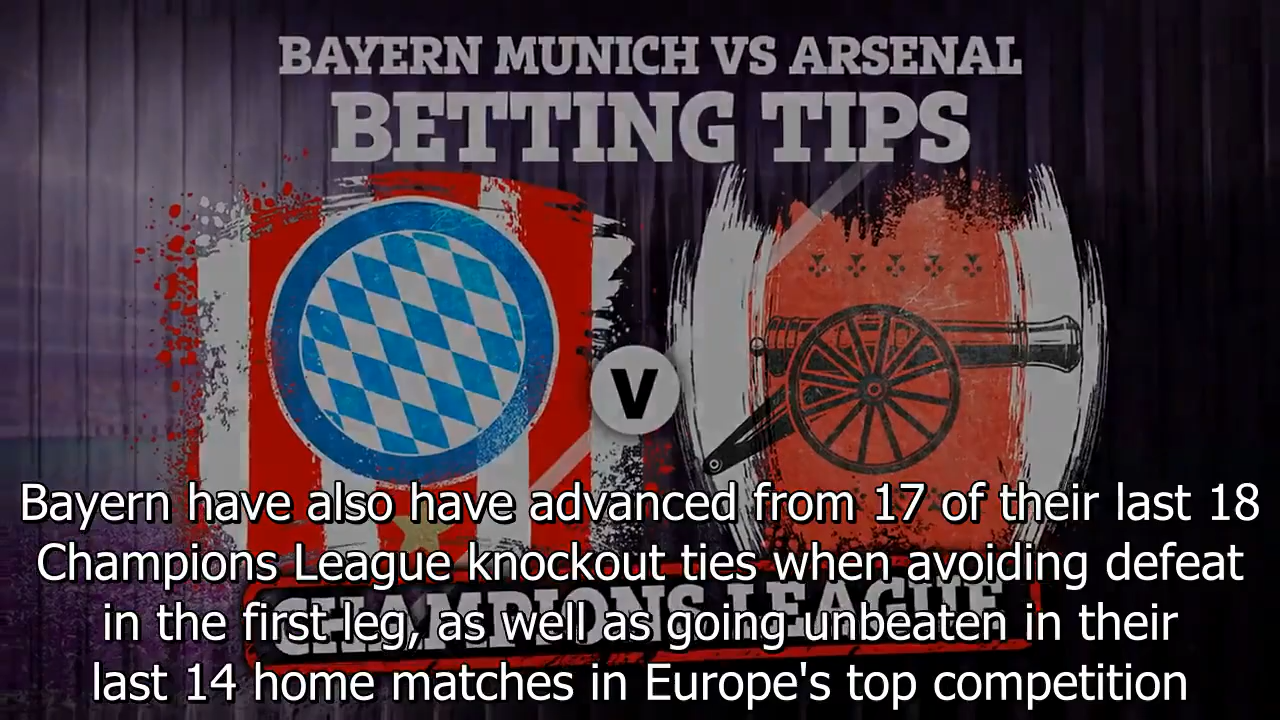 BAYERN MUNICH VS ARSENAL
BETTING TIPS
V
Bayern have also have advanced from 17 of their last 18
Champions League knockout ties when avoiding defeat
CHAMPIONS LEAGUE
in the first leg, as well as going unbeaten in their
last 14 home matches in Europe's top competition